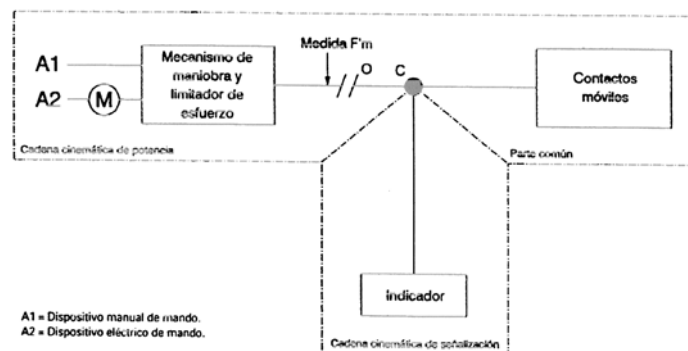 A1
A2
M
Mecanismo de
maniobra y
limitador de
esfuerzo
Medida F'm
O
C
Contactos
móviles
Cadena cinemática de potencia
Parte común
Indicador
A1 = Dispositivo manual de mando.
A2 = Dispositivo eléctrico de mando.
Cadena cinemática de señalización